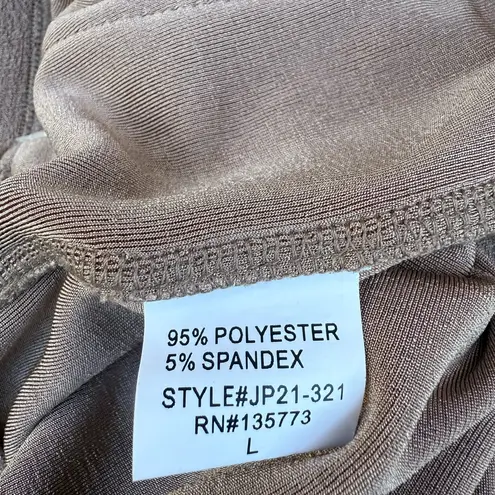 95% POLYESTER
5% SPANDEX
STYLE#JP21-321
RN#135773
L